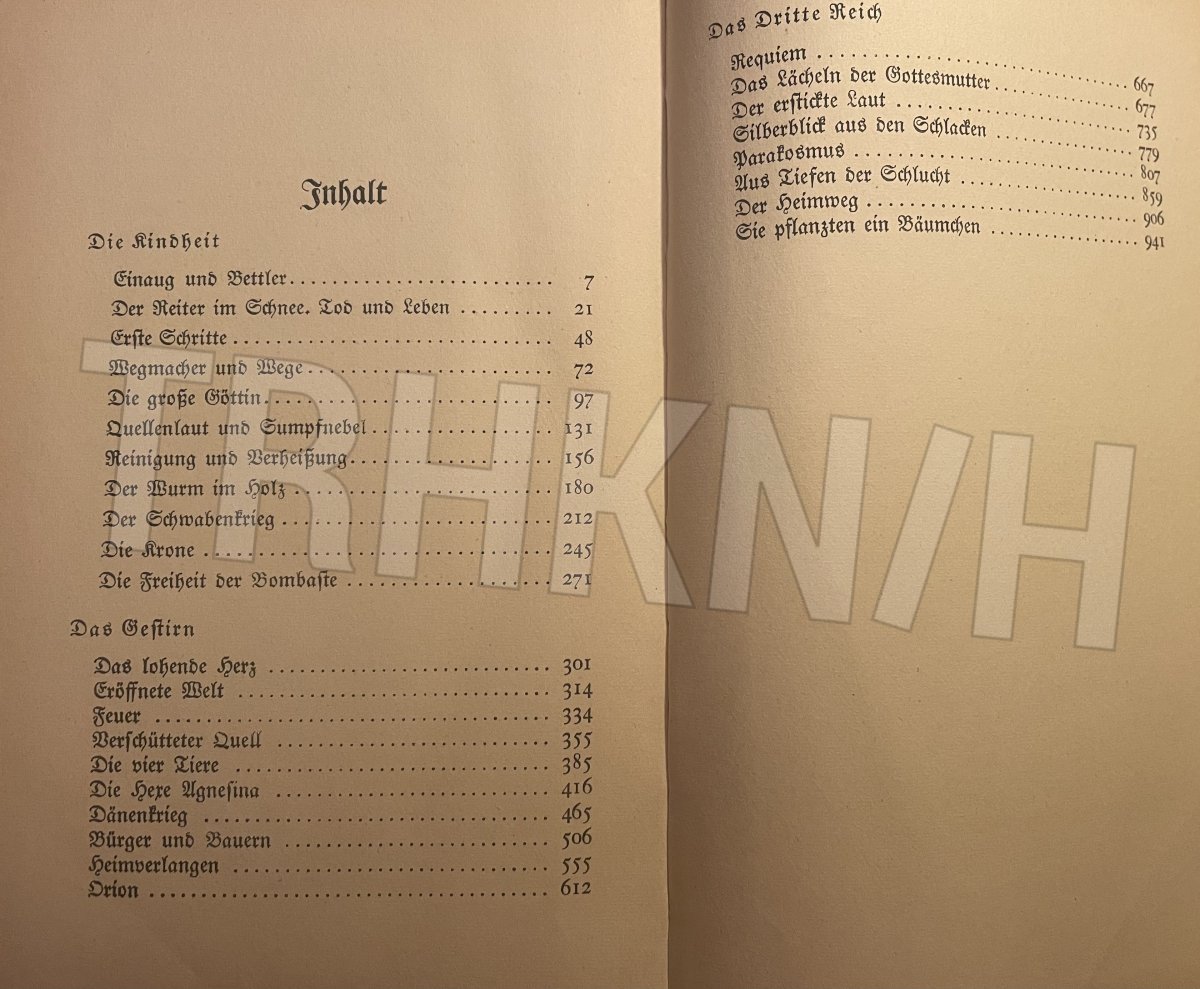 Inhalt
Die Kindheit
Einaug und Bettler . . . . . . . . . . . . . . . . . . . . . . . . . . 7
Der Reiter im Schnee. Tod und Leben . . . . . . . . . 21
Erste Schritte . . . . . . . . . . . . . . . . . . . . . . . . . . . . . . . 48
Wegmacher und Wege . . . . . . . . . . . . . . . . . . . . . . . . 72
Die große Göttin . . . . . . . . . . . . . . . . . . . . . . . . . . . . 97
Quellenlaut und Sumpfnebel . . . . . . . . . . . . . . . . . . 131
Reinigung und Verheißung . . . . . . . . . . . . . . . . . . . . 156
Der Wurm im Holz . . . . . . . . . . . . . . . . . . . . . . . . . . 180
Der Schwabenkrieg . . . . . . . . . . . . . . . . . . . . . . . . . . 212
Die Krone . . . . . . . . . . . . . . . . . . . . . . . . . . . . . . . . . . 245
Die Freiheit der Bombaste . . . . . . . . . . . . . . . . . . . . 271
Das Gestirn
Das lohende Herz . . . . . . . . . . . . . . . . . . . . . . . . . . . 301
Eröffnete Welt . . . . . . . . . . . . . . . . . . . . . . . . . . . . . . 314
Feuer . . . . . . . . . . . . . . . . . . . . . . . . . . . . . . . . . . . . . . 334
Verschütteter Quell . . . . . . . . . . . . . . . . . . . . . . . . . . 355
Die vier Tiere . . . . . . . . . . . . . . . . . . . . . . . . . . . . . . 385
Die Hexe Agnesina . . . . . . . . . . . . . . . . . . . . . . . . . . 416
Dänenkrieg . . . . . . . . . . . . . . . . . . . . . . . . . . . . . . . . . 465
Bürger und Bauern . . . . . . . . . . . . . . . . . . . . . . . . . . 506
Heimverlangen . . . . . . . . . . . . . . . . . . . . . . . . . . . . . . 555
Orion . . . . . . . . . . . . . . . . . . . . . . . . . . . . . . . . . . . . . . 612
Das Dritte Reich
Requiem . . . . . . . . . . . . . . . . . . . . . . . . . . . . 667
Das Lächeln der Gottesmutter . . . . . . . . . . . . 677
Der erstickte Laut . . . . . . . . . . . . . . . . . . . . . 735
Silberblick aus den Schlacken . . . . . . . . . . . . 779
Parakosmus . . . . . . . . . . . . . . . . . . . . . . . . . . 807
Aus Tiefen der Schlucht . . . . . . . . . . . . . . . . 859
Der Heimweg . . . . . . . . . . . . . . . . . . . . . . . . . 906
Sie pflanzten ein Bäumchen . . . . . . . . . . . . . . 941
TRHKN/H